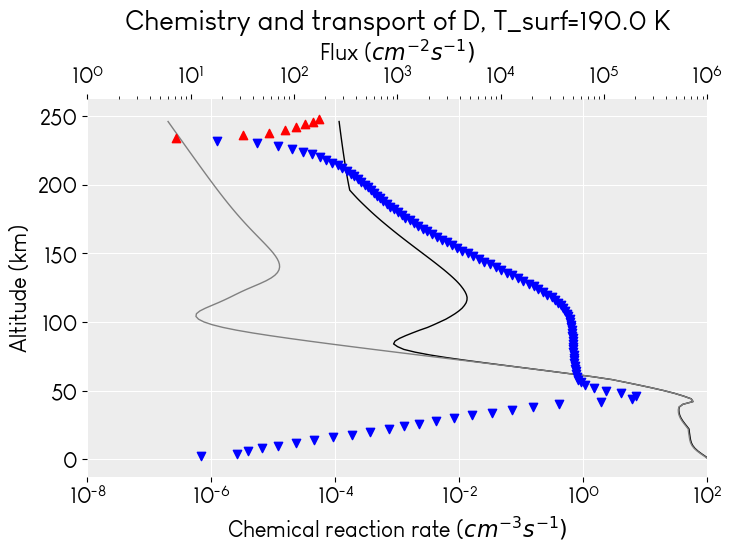 Chemistry and transport of D, T_surf=190.0 K
Flux (cm⁻²s⁻¹)
10⁰ 10¹ 10² 10³ 10⁴ 10⁵ 10⁶
250
200
150
100
50
0
Altitude (km)
10⁻⁸ 10⁻⁶ 10⁻⁴ 10⁻² 10⁰ 10²
Chemical reaction rate (cm⁻³s⁻¹)